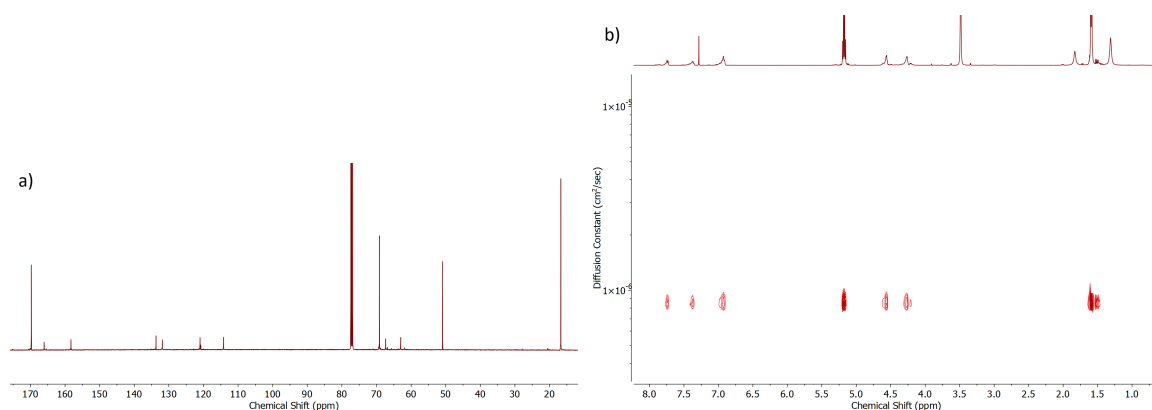 a)
170 160 150 140 130 120 110 100 90 80 70 60 50 40 30 20
Chemical Shift (ppm)
b)
1×10⁻⁵
1×10⁻⁶
Diffusion Constant (cm²/sec)
8.0 7.5 7.0 6.5 6.0 5.5 5.0 4.5 4.0 3.5 3.0 2.5 2.0 1.5 1.0
Chemical Shift (ppm)